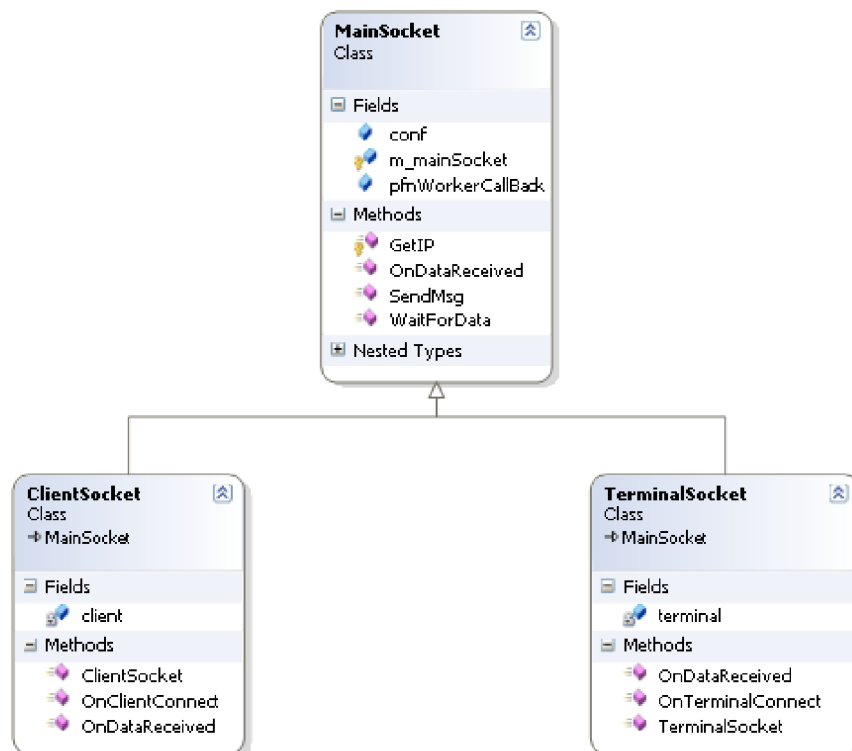 MainSocket
Class
Fields
conf
m_mainSocket
pfnWorkerCallBack
Methods
GetIP
OnDataReceived
SendMsg
WaitForData
Nested Types
ClientSocket
Class
MainSocket
Fields
client
Methods
ClientSocket
OnClientConnect
OnDataReceived
TerminalSocket
Class
MainSocket
Fields
terminal
Methods
OnDataReceived
OnTerminalConnect
TerminalSocket